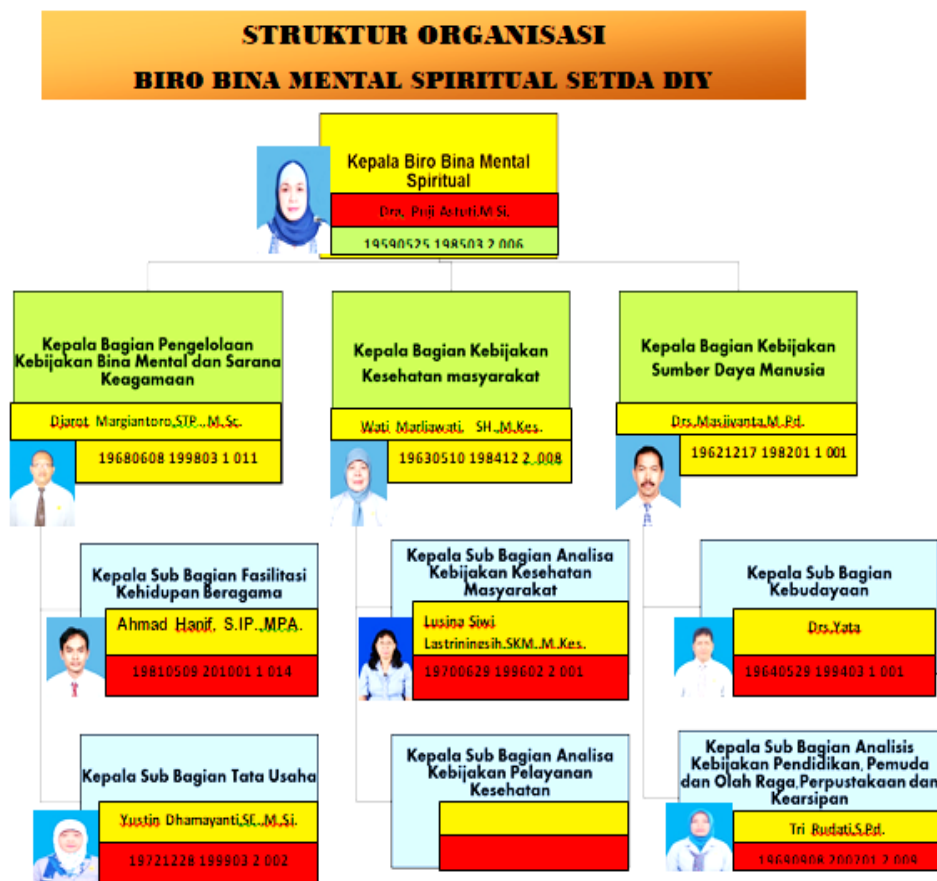 STRUKTUR ORGANISASI
BIRO BINA MENTAL SPIRITUAL SETDA DIY
Kepala Biro Bina Mental
Spiritual
Dra. Puji Astuti.M Si.
19590525 198503 2 006
Kepala Bagian Pengelolaan
Kebijakan Bina Mental dan Sarana
Keagamaan
Djarot Margiantoro,STP.,M.Sc.
19680608 199803 1 011
Kepala Bagian Kebijakan
Kesehatan masyarakat
Wati Marliawati, SH.,M.Kes.
19630510 198412 2 008
Kepala Bagian Kebijakan
Sumber Daya Manusia
Drs.Masjiyanta,M.Pd.
19621217 198201 1 001
Kepala Sub Bagian Fasilitasi
Kehidupan Beragama
Ahmad Hanif, S.IP.,MPA.
19810509 201001 1 014
Kepala Sub Bagian Analisa
Kebijakan Kesehatan
Masyarakat
Lusina Siwi
Lastrininesih.SKM.,M.Kes.
19700629 199602 2 001
Kepala Sub Bagian
Kebudayaan
Drs.Yata
19640529 199403 1 001
Kepala Sub Bagian Tata Usaha
Yustin Dhamayanti,SE.,M.Si.
19721228 199903 2 002
Kepala Sub Bagian Analisa
Kebijakan Pelayanan
Kesehatan
Kepala Sub Bagian Analisis
Kebijakan Pendidikan, Pemuda
dan Olah Raga,Perpustakaan dan
Kearsipan
Tri Rudati,S.Pd.
19690908 200701 2 009